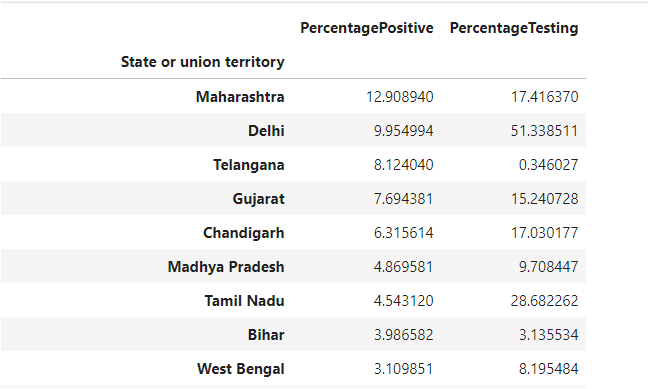 PercentagePositive PercentageTesting
State or union territory
Maharashtra 12.908940 17.416370
Delhi 9.954994 51.338511
Telangana 8.124040 0.346027
Gujarat 7.694381 15.240728
Chandigarh 6.315614 17.030177
Madhya Pradesh 4.869581 9.708447
Tamil Nadu 4.543120 28.682262
Bihar 3.986582 3.135534
West Bengal 3.109851 8.195484